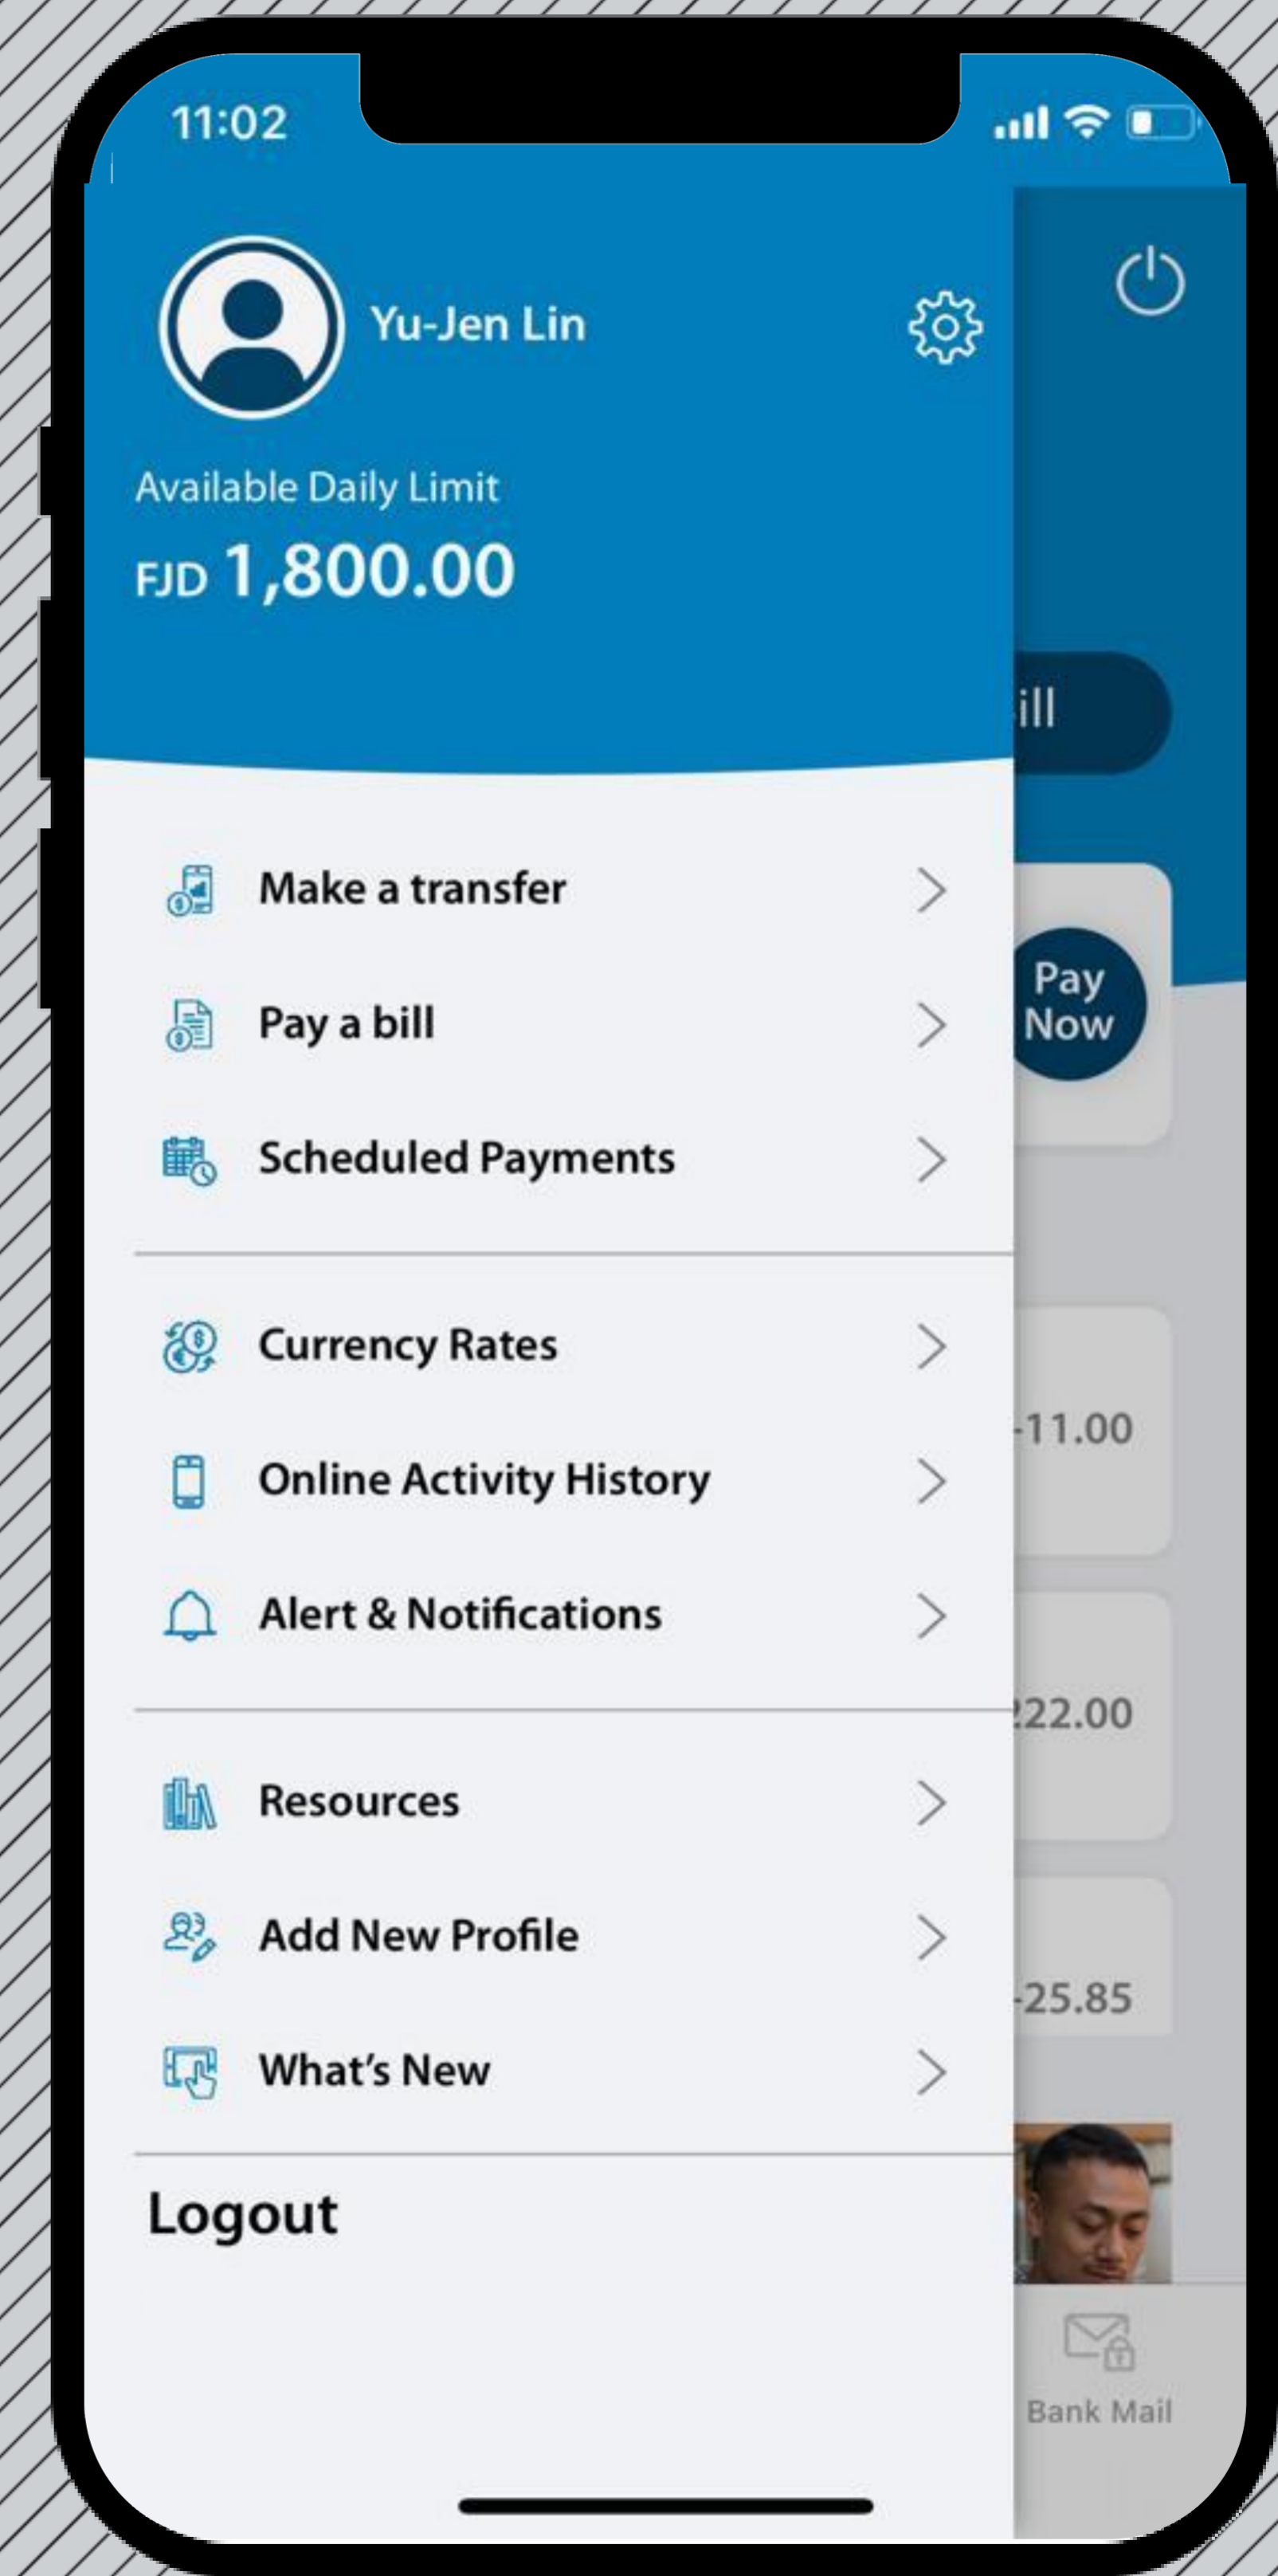 11:02
Yu-Jen Lin
Available Daily Limit
FJD 1,800.00
ill
Make a transfer
Pay a bill
Pay
Now
Scheduled Payments
Currency Rates
-11.00
Online Activity History
Alert & Notifications
222.00
Resources
Add New Profile
-25.85
What's New
Logout
Bank Mail